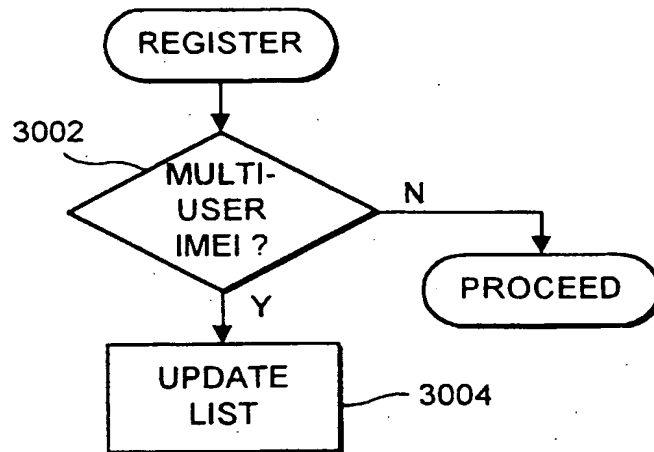 REGISTER
3002
MULTI-
USER
IMEI ?
N
PROCEED
Y
UPDATE
LIST
3004